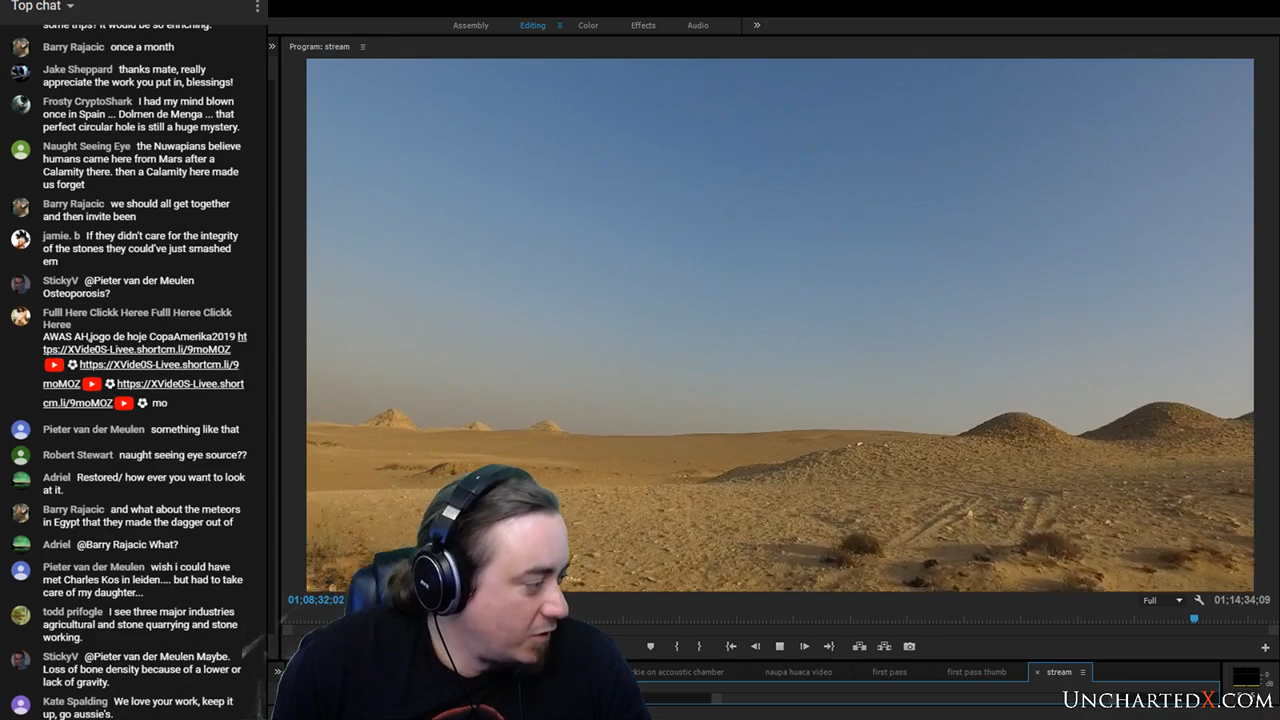 Top chat
some trips? It would be so enriching.
Barry Rajacic once a month
Jake Sheppard thanks mate, really
appreciate the work you put in, blessings!
Frosty CryptoShark I had my mind blown
once in Spain ... Dolmen de Menga ... that
perfect circular hole is still a huge mystery.
Naught Seeing Eye the Nuwapians believe
humans came here from Mars after a
Calamity there. then a Calamity here made
us forget
Barry Rajacic we should all get together
and then invite been
jamie. b If they didn't care for the integrity
of the stones they could've just smashed
em
StickyV @Pieter van der Meulen
Osteoporosis?
Fulll Here Clickk Heree Fulll Heree Clickk
Heree
AWAS AH,jogo de hoje CopaAmerika2019 ht
tps://XVide0S-Livee.shortcm.li/9moMOZ
https://XVide0S-Livee.shortcm.li/9
moMOZ https://XVide0S-Livee.short
cm.li/9moMOZ mo
Pieter van der Meulen something like that
Robert Stewart naught seeing eye source??
Adriel Restored/ how ever you want to look
at it.
Barry Rajacic and what about the meteors
in Egypt that they made the dagger out of
Adriel @Barry Rajacic What?
Pieter van der Meulen wish i could have
met Charles Kos in leiden.... but had to take
care of my daughter...
todd prifogle I see three major industries
agricultural and stone quarrying and stone
working.
StickyV @Pieter van der Meulen Maybe.
Loss of bone density because of a lower or
lack of gravity.
Kate Spalding We love your work, keep it
up, go aussie's.
Assembly
Editing
Color
Effects
Audio
Program: stream
01;08;32;02
Full
01;14;34;09
kie on accoustic chamber
naupa huaca video
first pass
first pass thumb
stream
UNCHARTEDX.COM